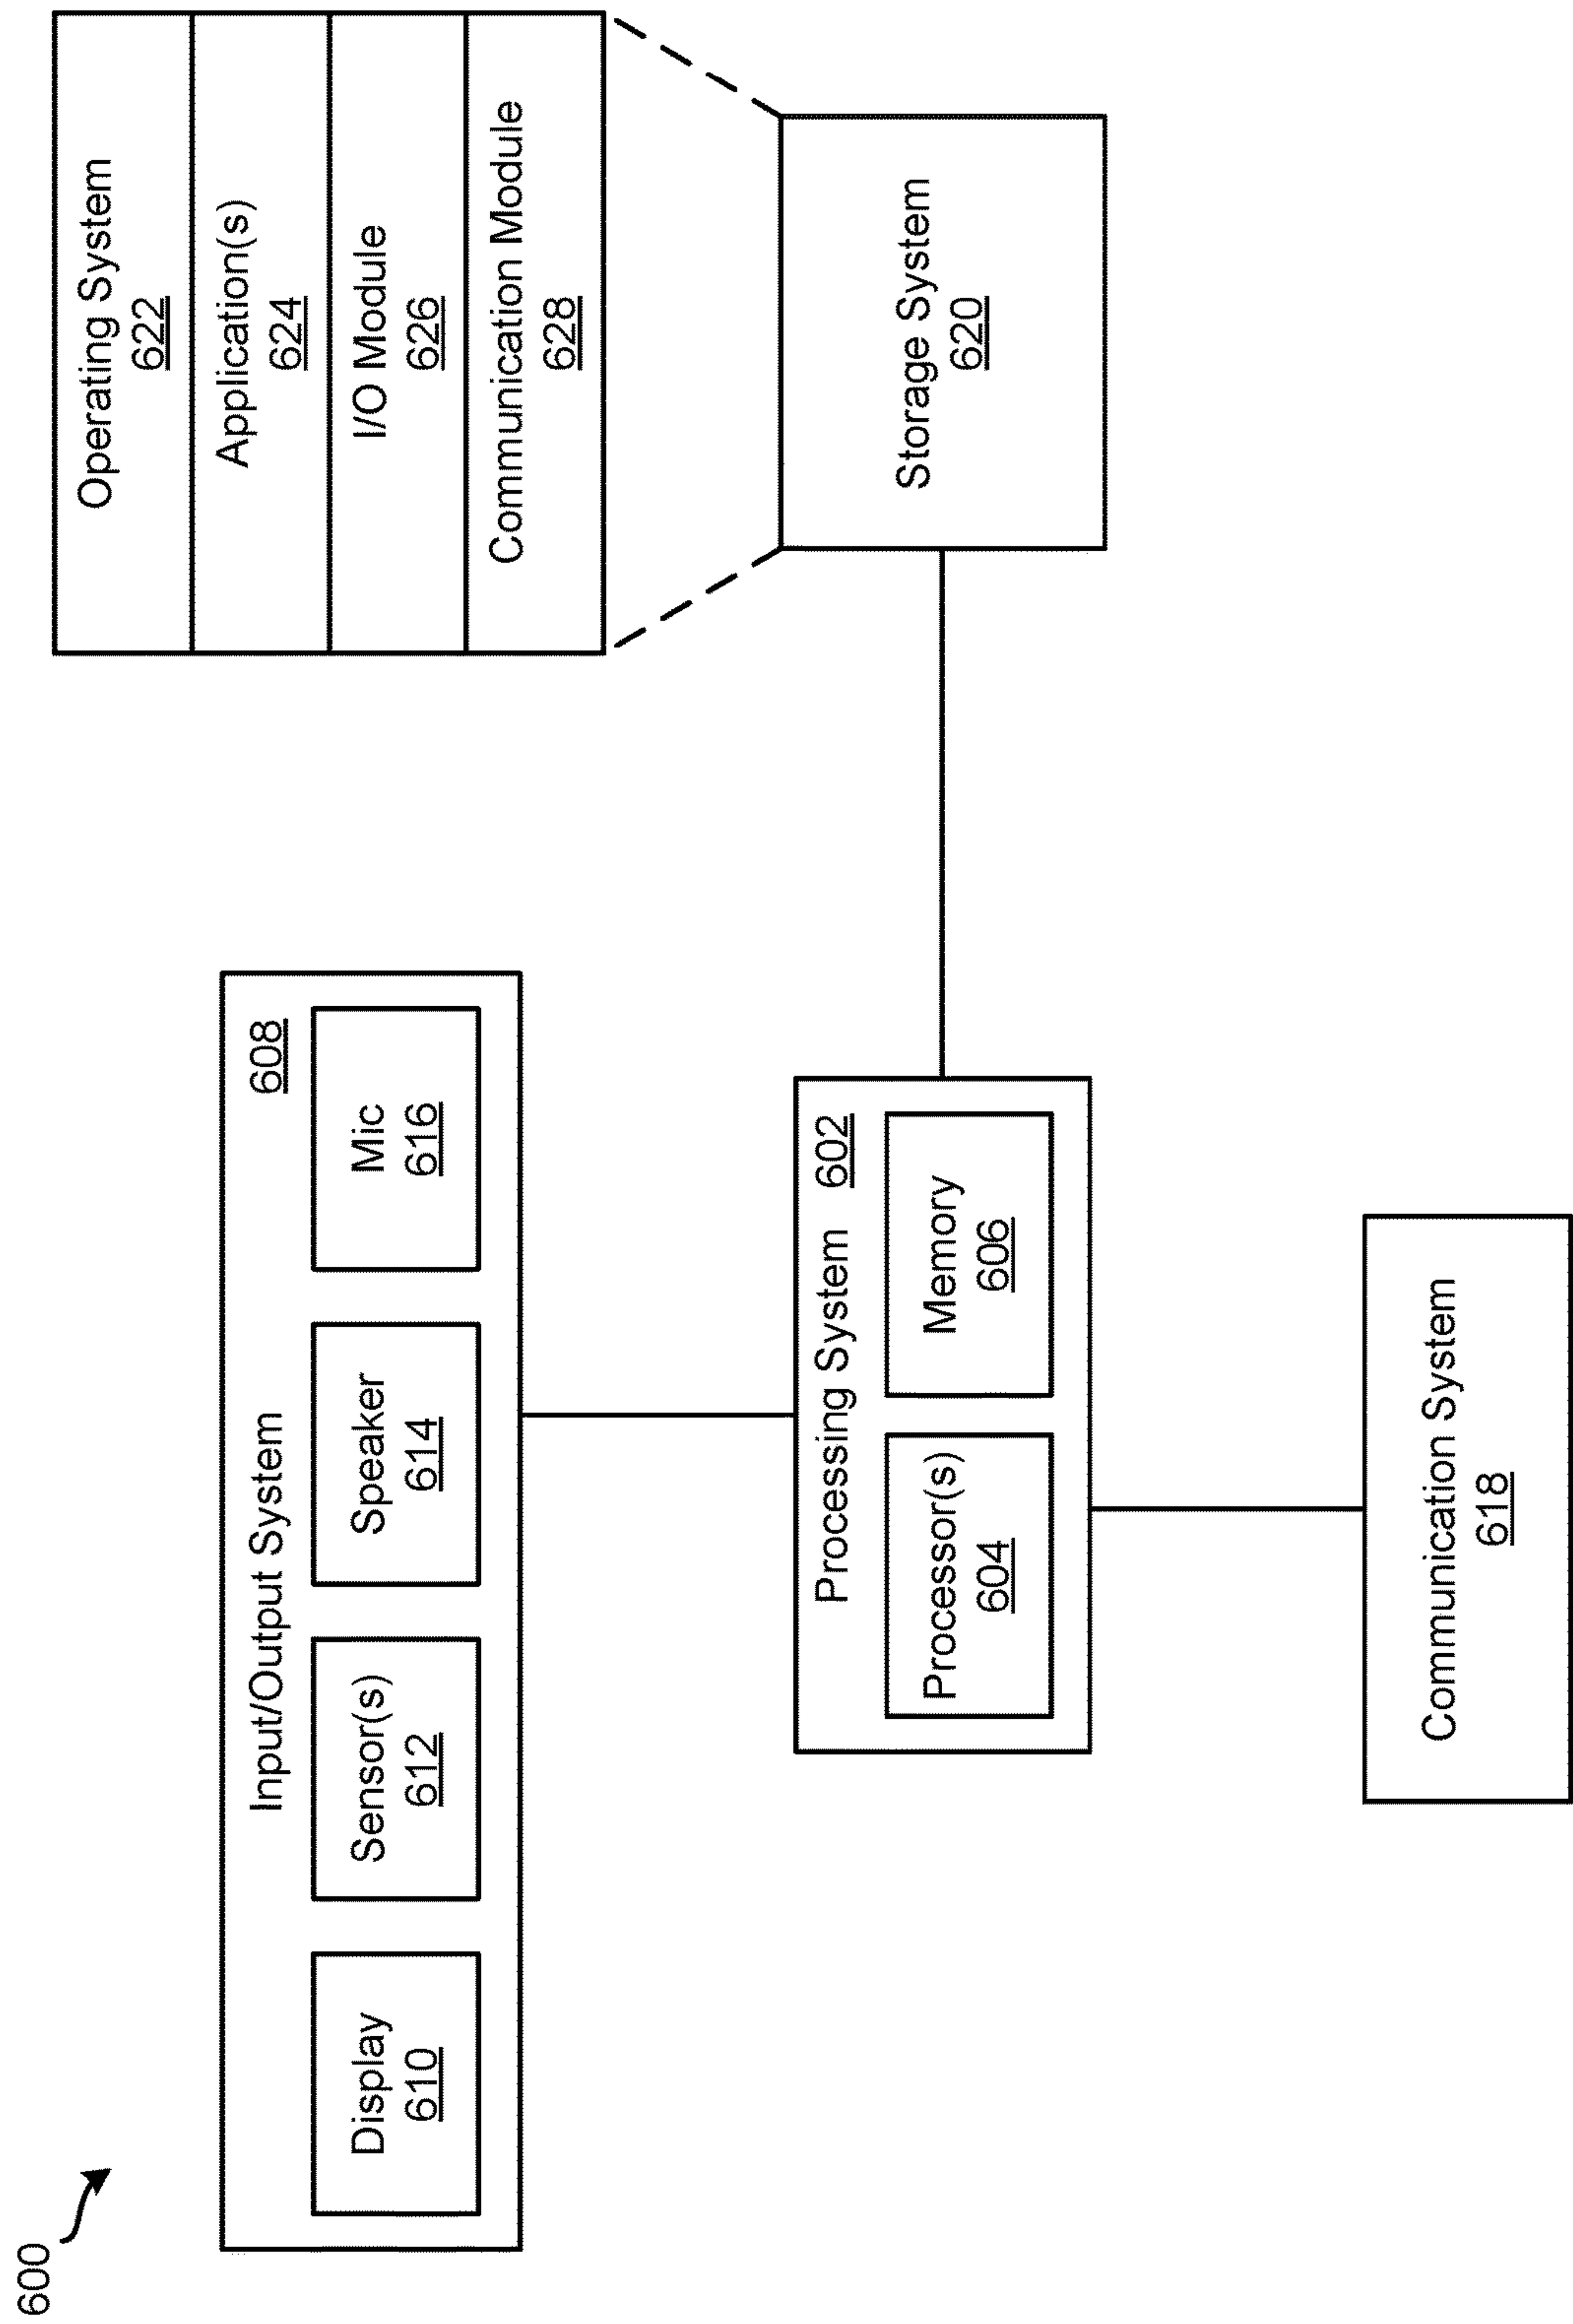 600
Input/Output System
608
Display
610
Sensor(s)
612
Speaker
614
Mic
616
Operating System
622
Application(s)
624
I/O Module
626
Communication Module
628
Processing System
602
Processor(s)
604
Memory
606
Storage System
620
Communication System
618